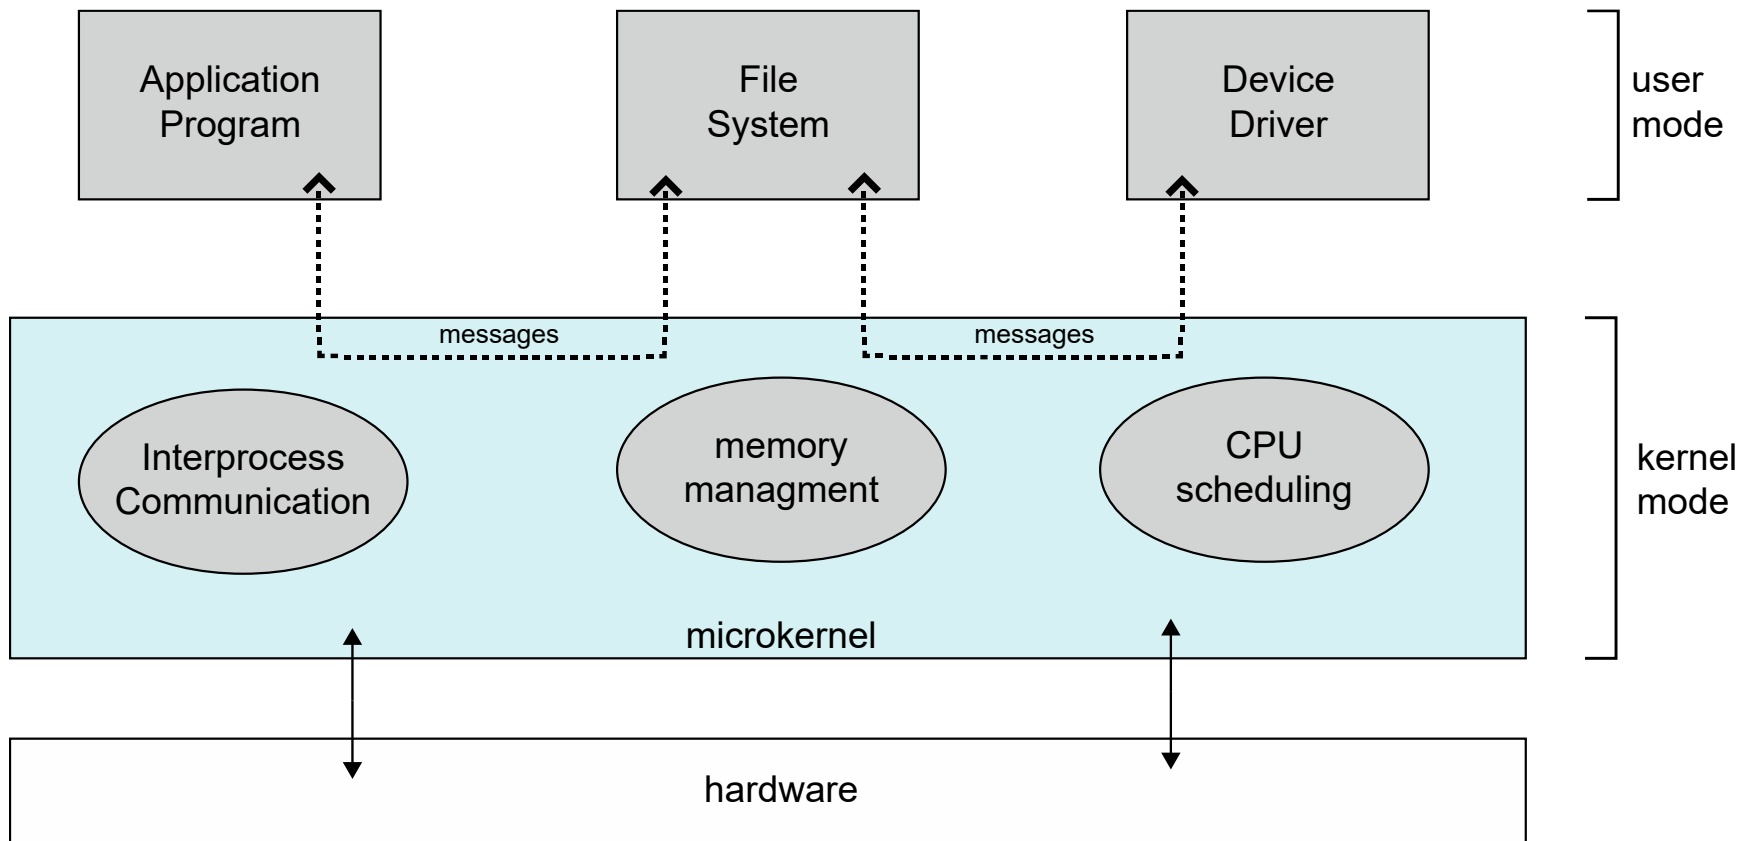 Application
Program
File
System
Device
Driver
user
mode
messages
messages
Interprocess
Communication
memory
managment
CPU
scheduling
kernel
mode
microkernel
hardware